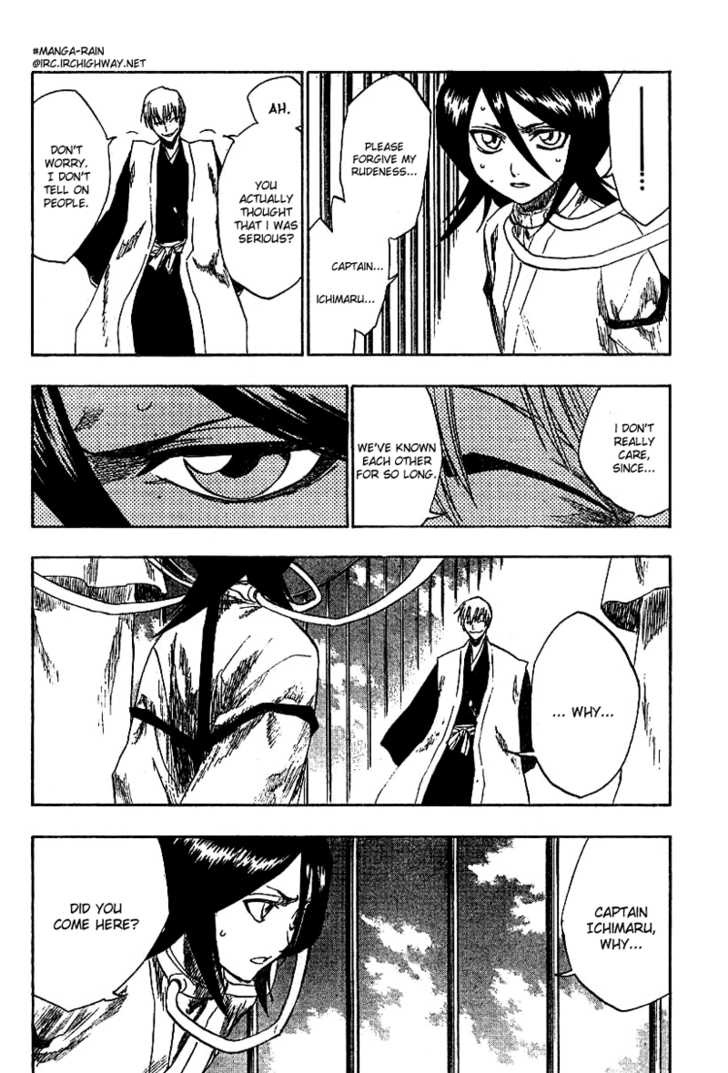 #MANGA-RAIN
@IRC.IRCHIGHWAY.NET
!
PLEASE
FORGIVE MY
RUDENESS...
CAPTAIN...
ICHIMARU...
AH.
YOU
ACTUALLY
THOUGHT
THAT I WAS
SERIOUS?
DON'T
WORRY.
I DON'T
TELL ON
PEOPLE.
I DON'T
REALLY
CARE,
SINCE...
WE'VE KNOWN
EACH OTHER
FOR SO LONG.
... WHY...
CAPTAIN
ICHIMARU,
WHY...
DID YOU
COME HERE?